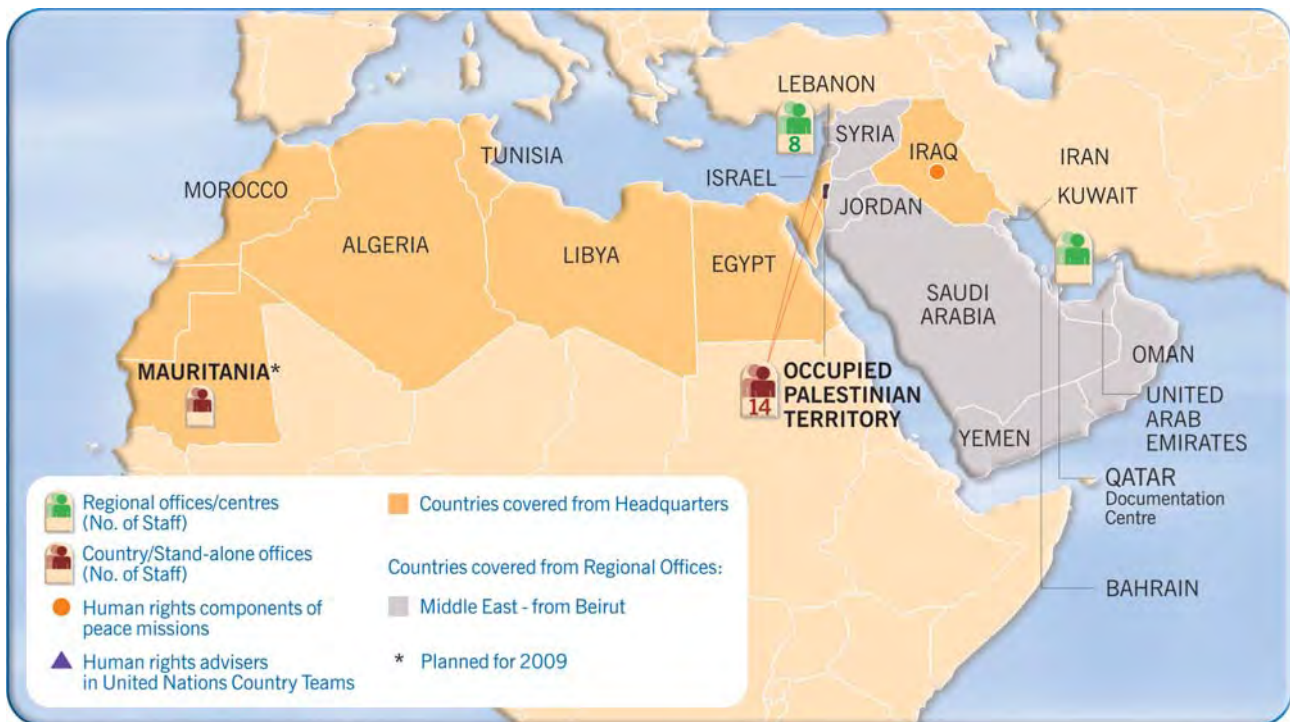 LEBANON
8
SYRIA
TUNISIA
IRAQ
IRAN
MOROCCO
ISRAEL
KUWAIT
JORDAN
ALGERIA
LIBYA
EGYPT
SAUDI
ARABIA
MAURITANIA*
14
OCCUPIED
PALESTINIAN
TERRITORY
OMAN
UNITED
ARAB
EMIRATES
YEMEN
QATAR
Documentation
Centre
BAHRAIN
Regional offices/centres
(No. of Staff)
Country/Stand-alone offices
(No. of Staff)
Human rights components of
peace missions
Human rights advisers
in United Nations Country Teams
Countries covered from Headquarters
Countries covered from Regional Offices:
Middle East - from Beirut
* Planned for 2009